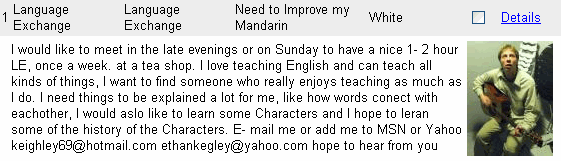 1 Language Exchange Language Exchange Need to Improve my Mandarin White Details
I would like to meet in the late evenings or on Sunday to have a nice 1- 2 hour
LE, once a week. at a tea shop. I love teaching English and can teach all
kinds of things, I want to find someone who really enjoys teaching as much as
I do. I need things to be explained a lot for me, like how words conect with
eachother, I would aslo like to learn some Characters and I hope to leran
some of the history of the Characters. E- mail me or add me to MSN or Yahoo
keighley69@hotmail.com ethankegley@yahoo.com hope to hear from you